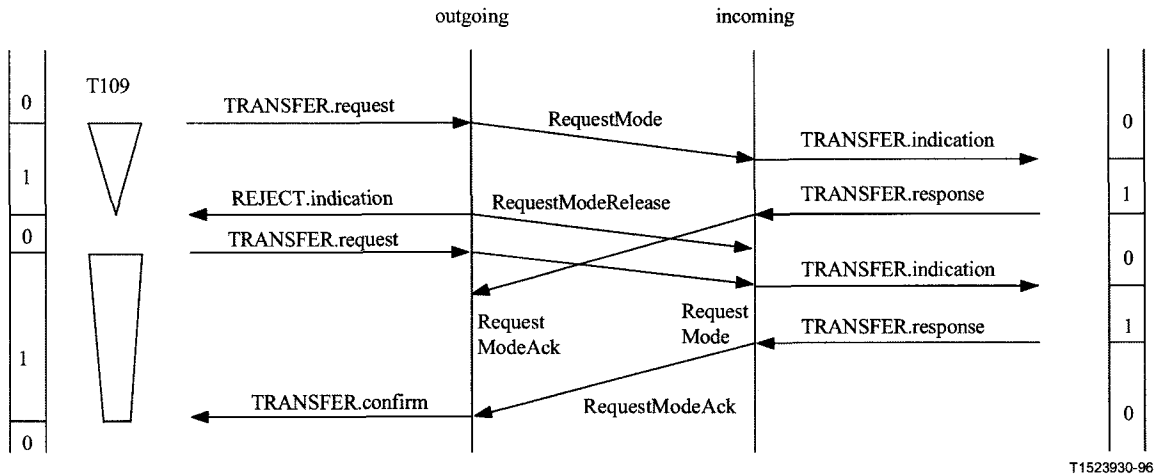 outgoing
incoming
T109
0
TRANSFER.request
RequestMode
0
TRANSFER.indication
1
TRANSFER.response
1
REJECT.indication
RequestModeRelease
0
TRANSFER.request
0
TRANSFER.indication
Request
ModeAck
Request
Mode
TRANSFER.response
1
1
TRANSFER.confirm
RequestModeAck
0
0
T1523930-96